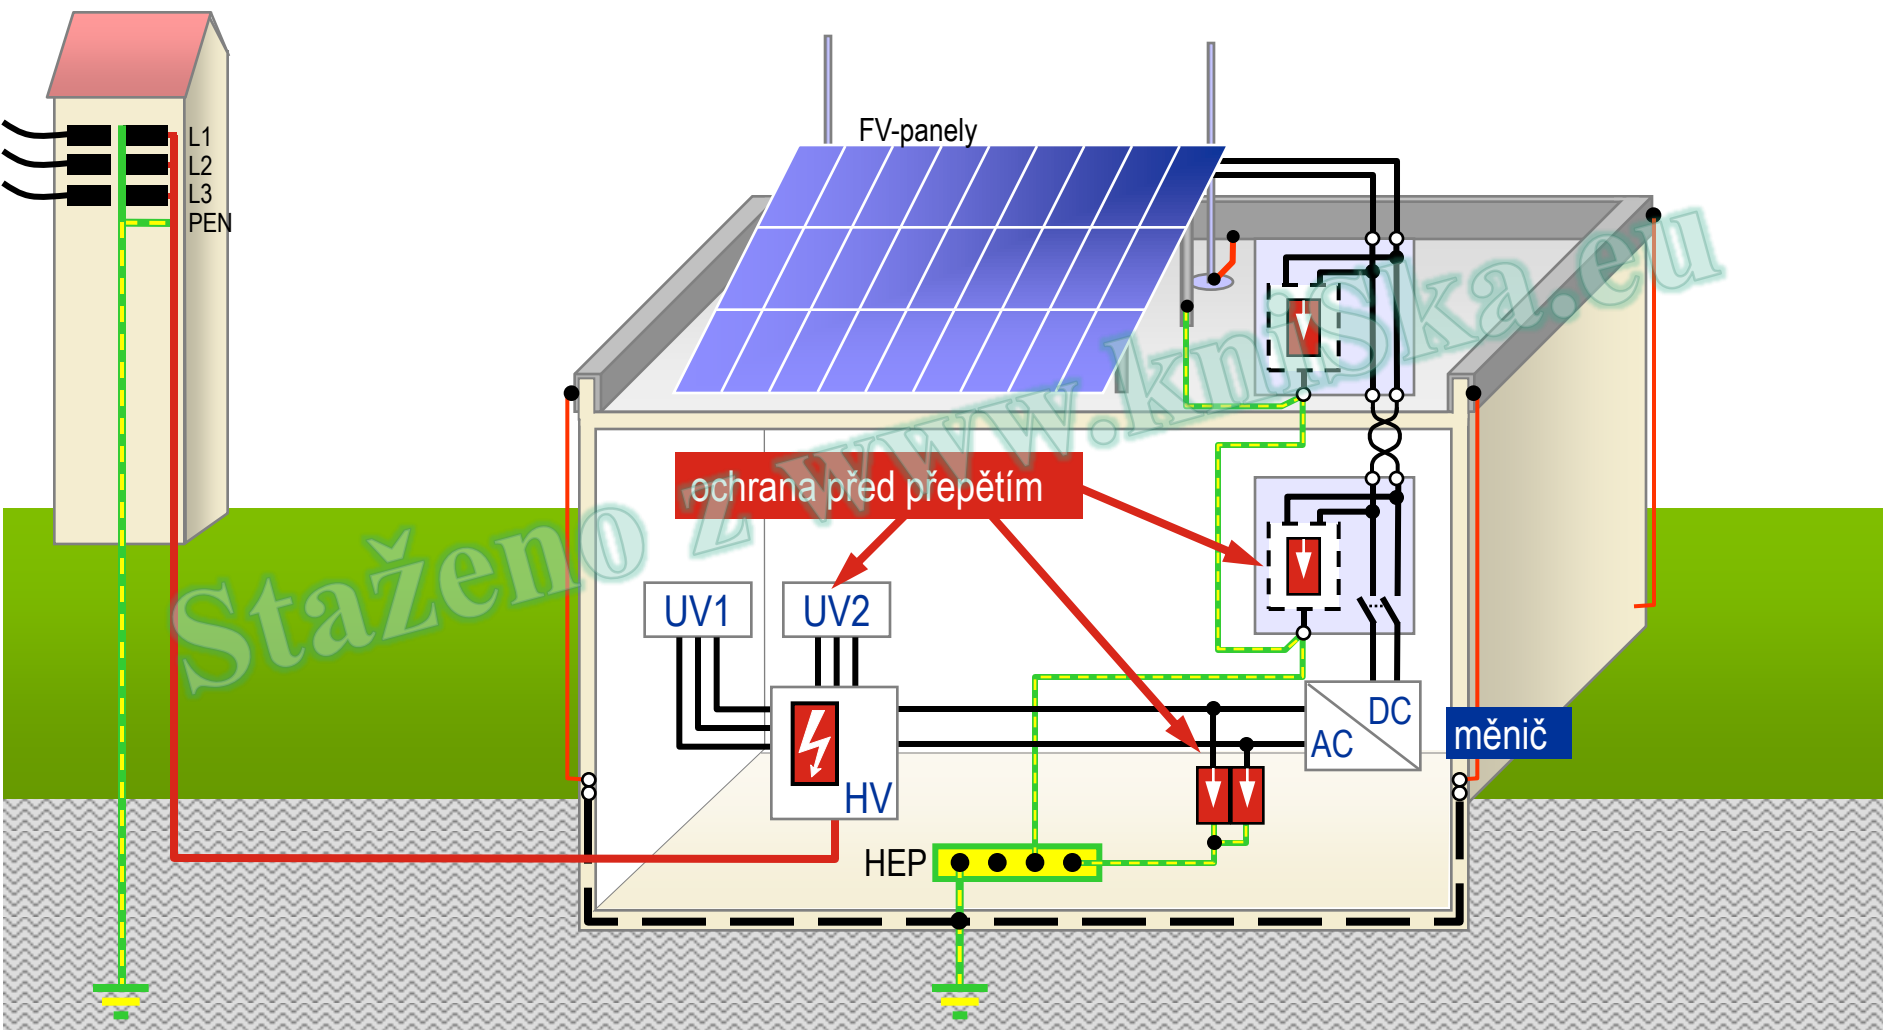 FV-panely
L1
L2
L3
PEN
Staženo z www.kniSka.eu
ochrana před přepětím
UV1
UV2
DC
AC
měnič
HV
HEP